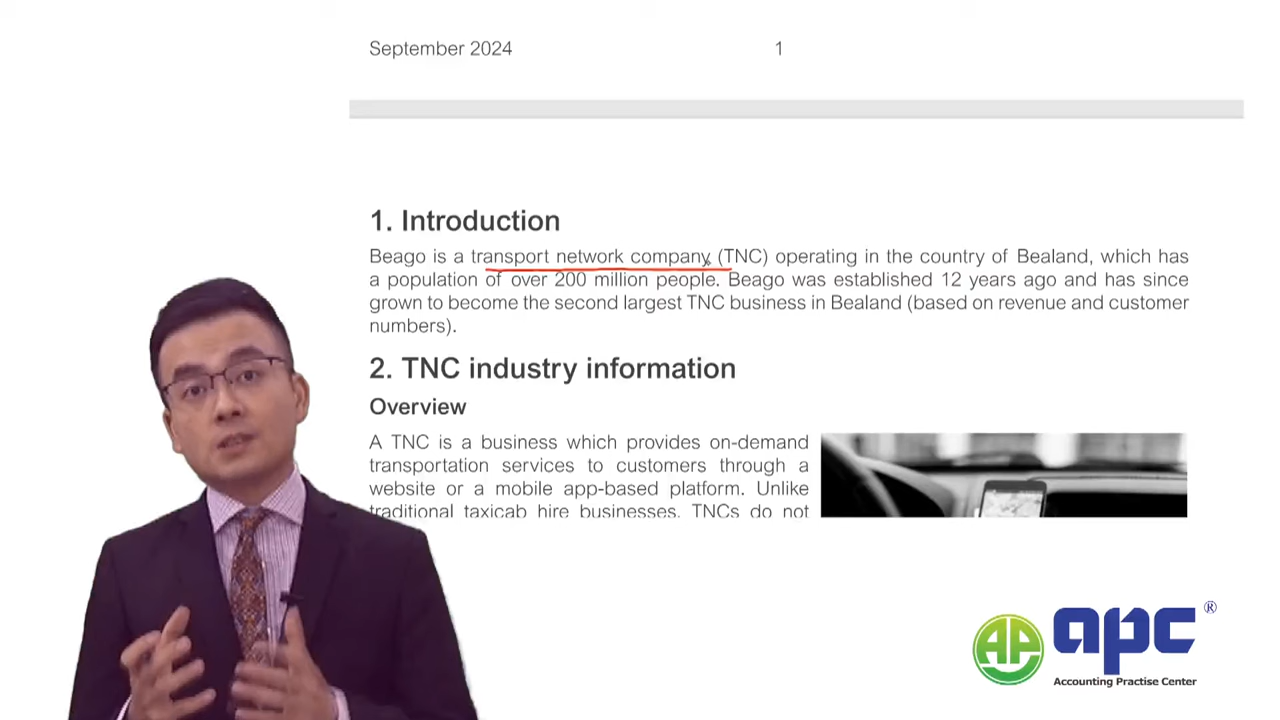 September 2024 1
1. Introduction
Beago is a transport network company (TNC) operating in the country of Bealand, which has
a population of over 200 million people. Beago was established 12 years ago and has since
grown to become the second largest TNC business in Bealand (based on revenue and customer
numbers).
2. TNC industry information
Overview
A TNC is a business which provides on-demand
transportation services to customers through a
website or a mobile app-based platform. Unlike
traditional taxicab hire businesses, TNCs do not
AP
apc ®
Accounting Practise Center